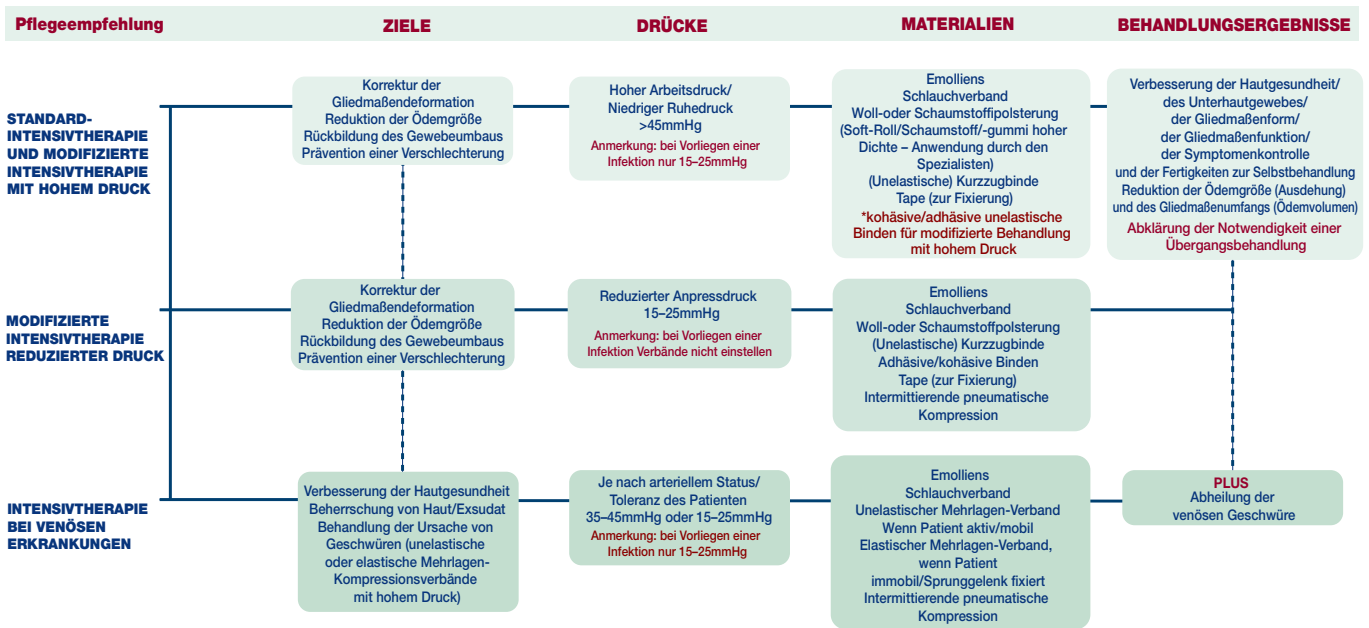 Pflegeempfehlung
ZIELE
DRÜCKE
MATERIALIEN
BEHANDLUNGSERGEBNISSE
STANDARD-
INTENSIVTHERAPIE
UND MODIFIZIERTE
INTENSIVTHERAPIE
MIT HOHEM DRUCK
Korrektur der
Gliedmaßendeformation
Reduktion der Ödemgröße
Rückbildung des Gewebeumbaus
Prävention einer Verschlechterung
Hoher Arbeitsdruck/
Niedriger Ruhedruck
>45mmHg
Anmerkung: bei Vorliegen einer
Infektion nur 15–25mmHg
Emolliens
Schlauchverband
Woll-oder Schaumstoffipolsterung
(Soft-Roll/Schaumstoff/-gummi hoher
Dichte – Anwendung durch den
Spezialisten)
(Unelastische) Kurzzugbinde
Tape (zur Fixierung)
*kohäsive/adhäsive unelastische
Binden für modifizierte Behandlung
mit hohem Druck
Verbesserung der Hautgesundheit/
des Unterhautgewebes/
der Gliedmaßenform/
der Gliedmaßenfunktion/
der Symptomenkontrolle
und der Fertigkeiten zur Selbstbehandlung
Reduktion der Ödemgröße (Ausdehung)
und des Gliedmaßenumfangs (Ödemvolumen)
Abklärung der Notwendigkeit einer
Übergangsbehandlung
MODIFIZIERTE
INTENSIVTHERAPIE
REDUZIERTER DRUCK
Korrektur der
Gliedmaßendeformation
Reduktion der Ödemgröße
Rückbildung des Gewebeumbaus
Prävention einer Verschlechterung
Reduzierter Anpressdruck
15–25mmHg
Anmerkung: bei Vorliegen einer
Infektion Verbände nicht einstellen
Emolliens
Schlauchverband
Woll-oder Schaumstoffpolsterung
(Unelastische) Kurzzugbinde
Adhäsive/kohäsive Binden
Tape (zur Fixierung)
Intermittierende pneumatische
Kompression
INTENSIVTHERAPIE
BEI VENÖSEN
ERKRANKUNGEN
Verbesserung der Hautgesundheit
Beherrschung von Haut/Exsudat
Behandlung der Ursache von
Geschwüren (unelastische
oder elastische Mehrlagen-
Kompressionsverbände
mit hohem Druck)
Je nach arteriellem Status/
Toleranz des Patienten
35–45mmHg oder 15–25mmHg
Anmerkung: bei Vorliegen einer
Infektion nur 15–25mmHg
Emolliens
Schlauchverband
Unelastischer Mehrlagen-Verband
Wenn Patient aktiv/mobil
Elastischer Mehrlagen-Verband,
wenn Patient
immobil/Sprunggelenk fixiert
Intermittierende pneumatische
Kompression
PLUS
Abheilung der
venösen Geschwüre